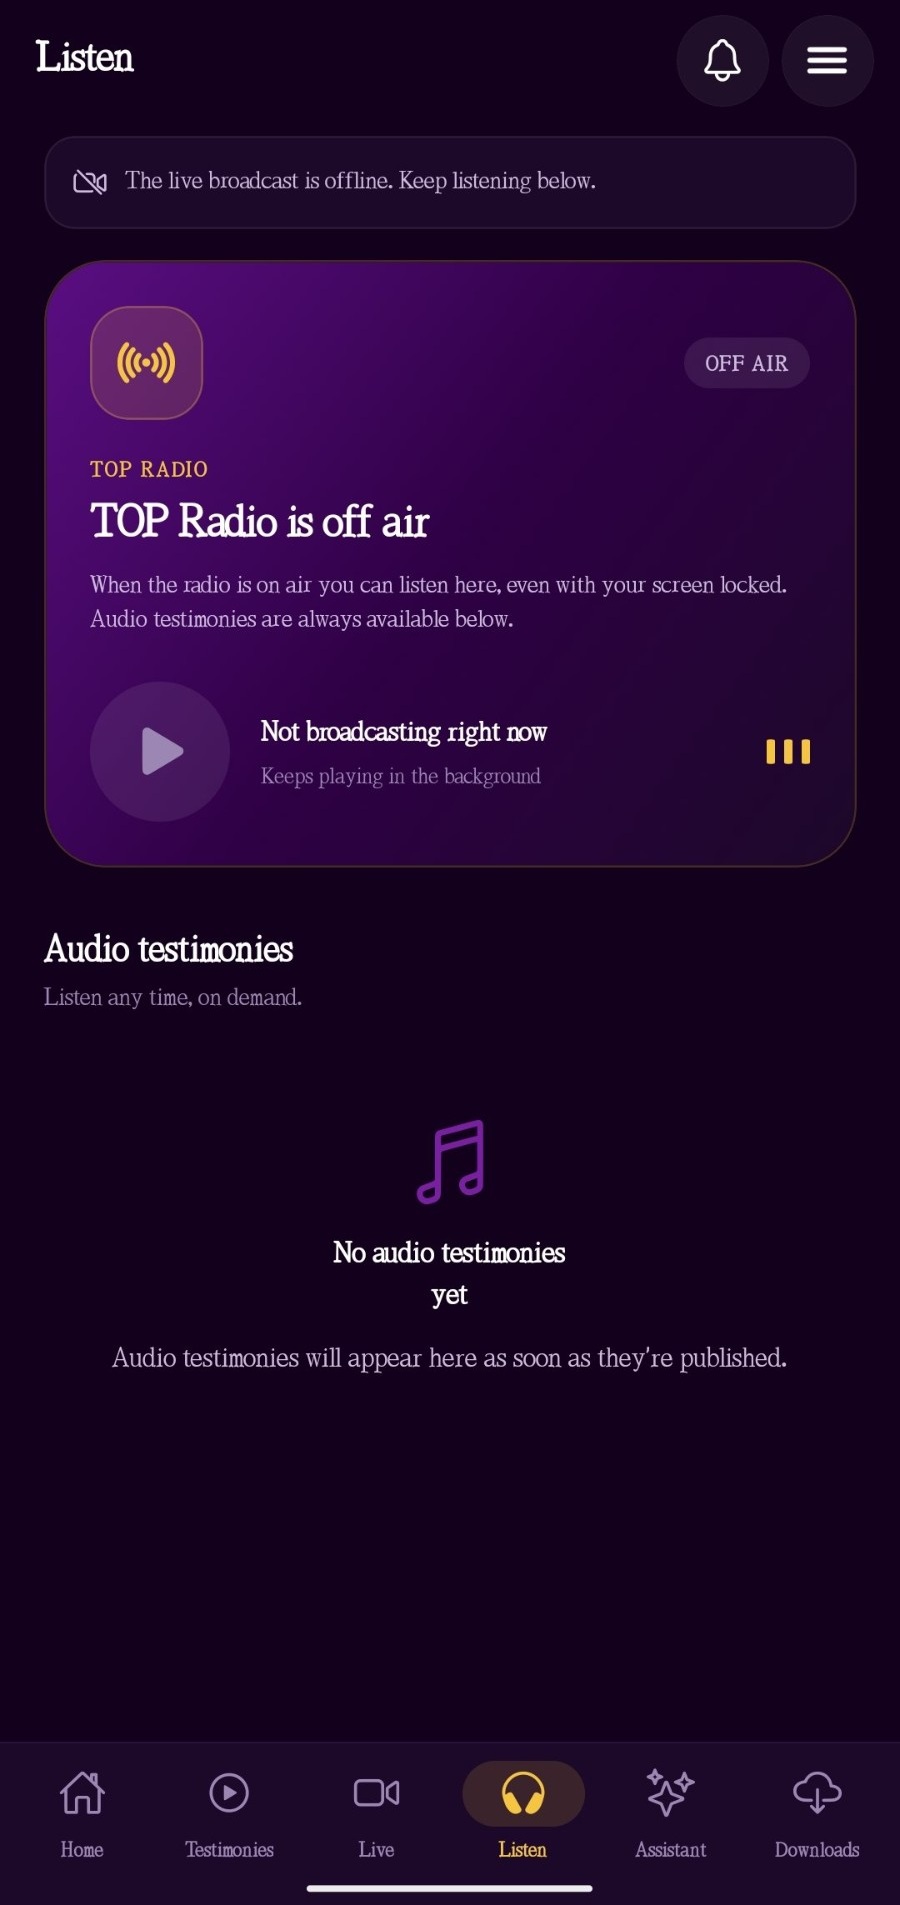 Listen
The live broadcast is offline. Keep listening below.
OFF AIR
TOP RADIO
TOP Radio is off air
When the radio is on air you can listen here, even with your screen locked.
Audio testimonies are always available below.
Not broadcasting right now
Keeps playing in the background
Audio testimonies
Listen any time, on demand.
No audio testimonies
yet
Audio testimonies will appear here as soon as they're published.
Home
Testimonies
Live
Listen
Assistant
Downloads